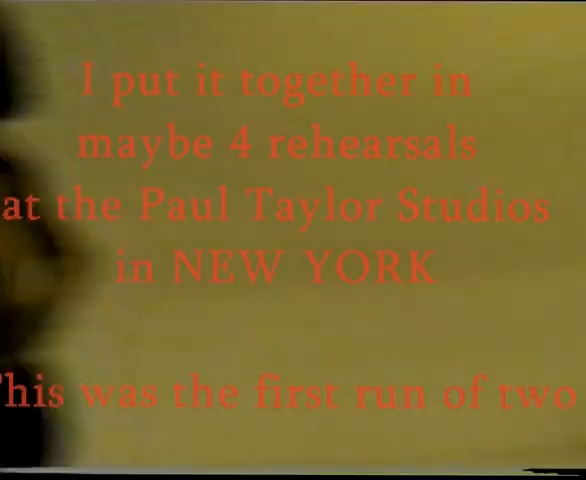 I put it together in
maybe 4 rehearsals
at the Paul Taylor Studios
in NEW YORK
This was the first run of two